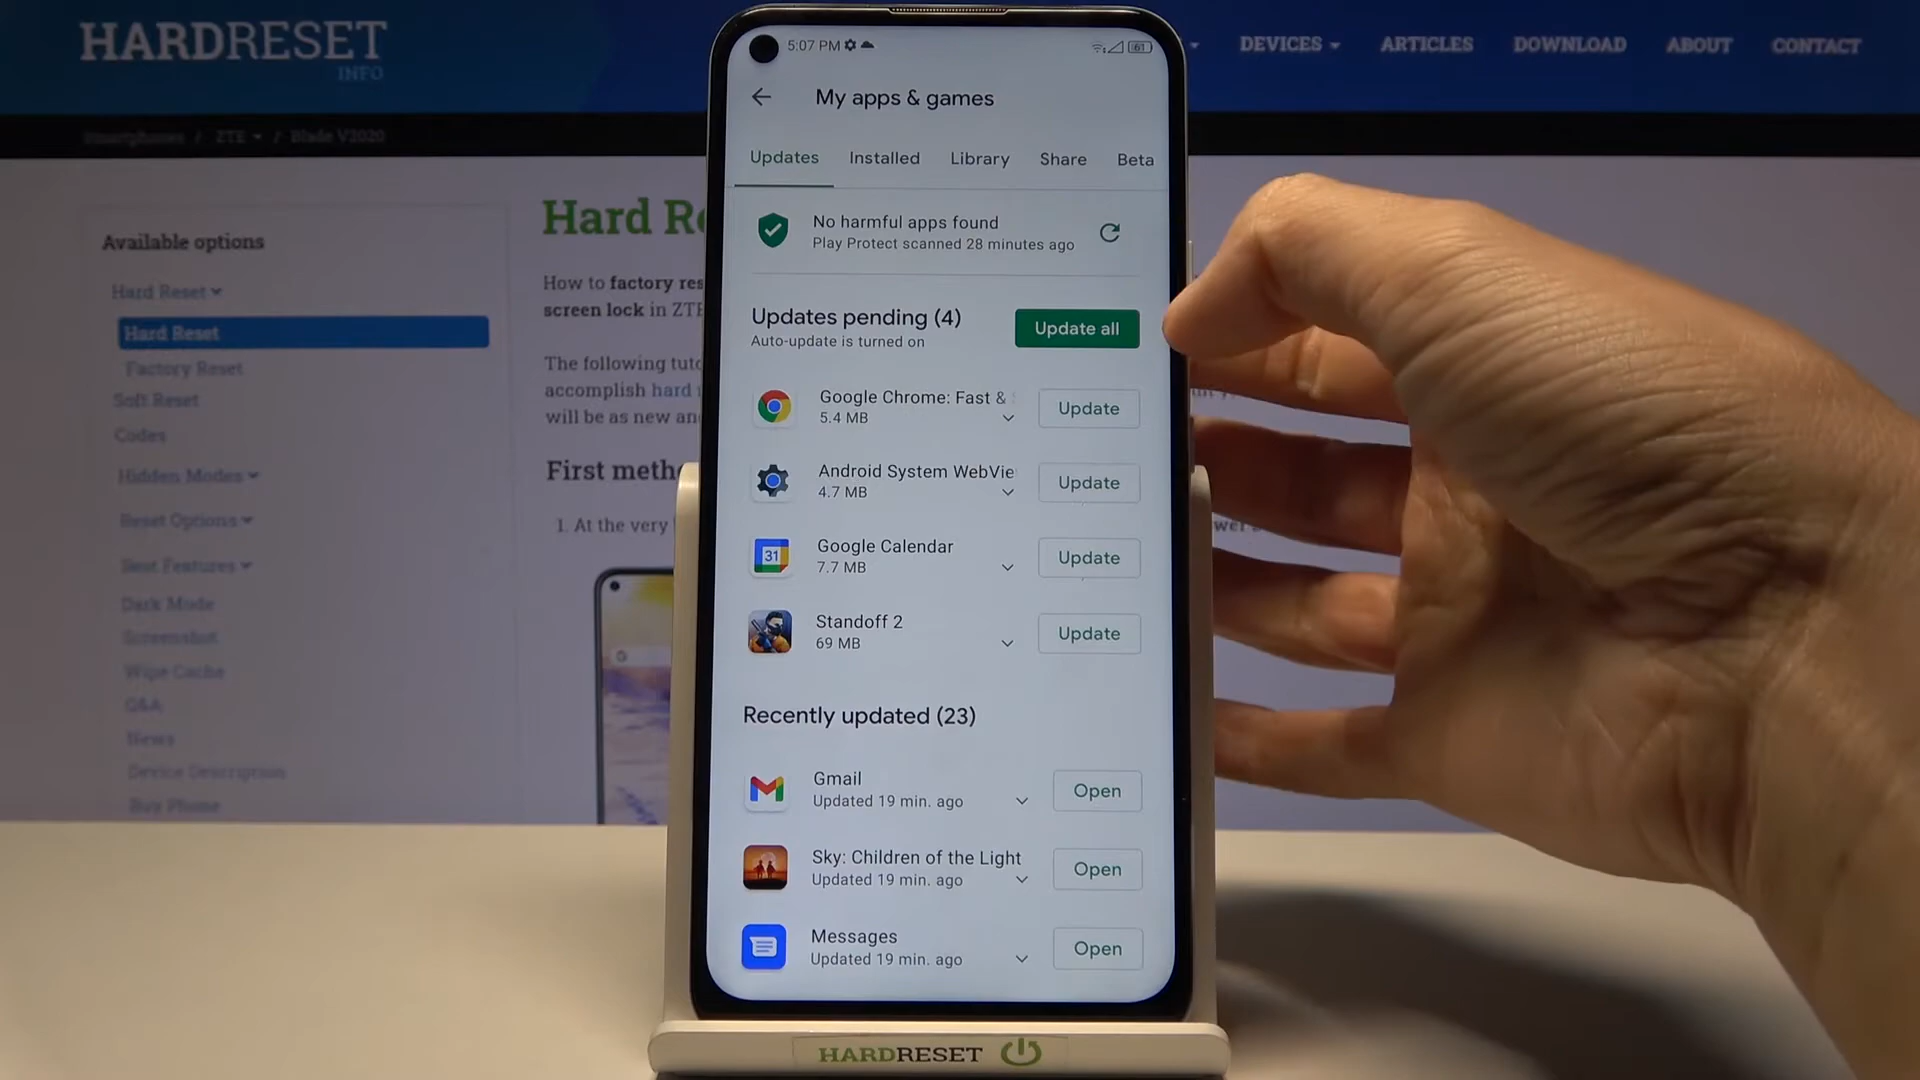 HARDRESET
INFO
DEVICES
ARTICLES
DOWNLOAD
ABOUT
CONTACT
Smartphones / ZTE / Blade V2020
Available options
Hard Reset
Hard Reset
Factory Reset
Soft Reset
Codes
Hidden Modes
Reset Options
Best Features
Dark Mode
Screenshot
Wipe Cache
Q&A
News
Device Description
Buy Phone
Hard Re
How to factory res
screen lock in ZTE
The following tuto
accomplish hard r
will be as new an
First metho
1. At the very
5:07 PM
61
My apps & games
Updates
Installed
Library
Share
Beta
No harmful apps found
Play Protect scanned 28 minutes ago
Updates pending (4)
Auto-update is turned on
Update all
Google Chrome: Fast &
5.4 MB
Update
Android System WebVie
4.7 MB
Update
31
Google Calendar
7.7 MB
Update
Standoff 2
69 MB
Update
Recently updated (23)
Gmail
Updated 19 min. ago
Open
Sky: Children of the Light
Updated 19 min. ago
Open
Messages
Updated 19 min. ago
Open
HARDRESET